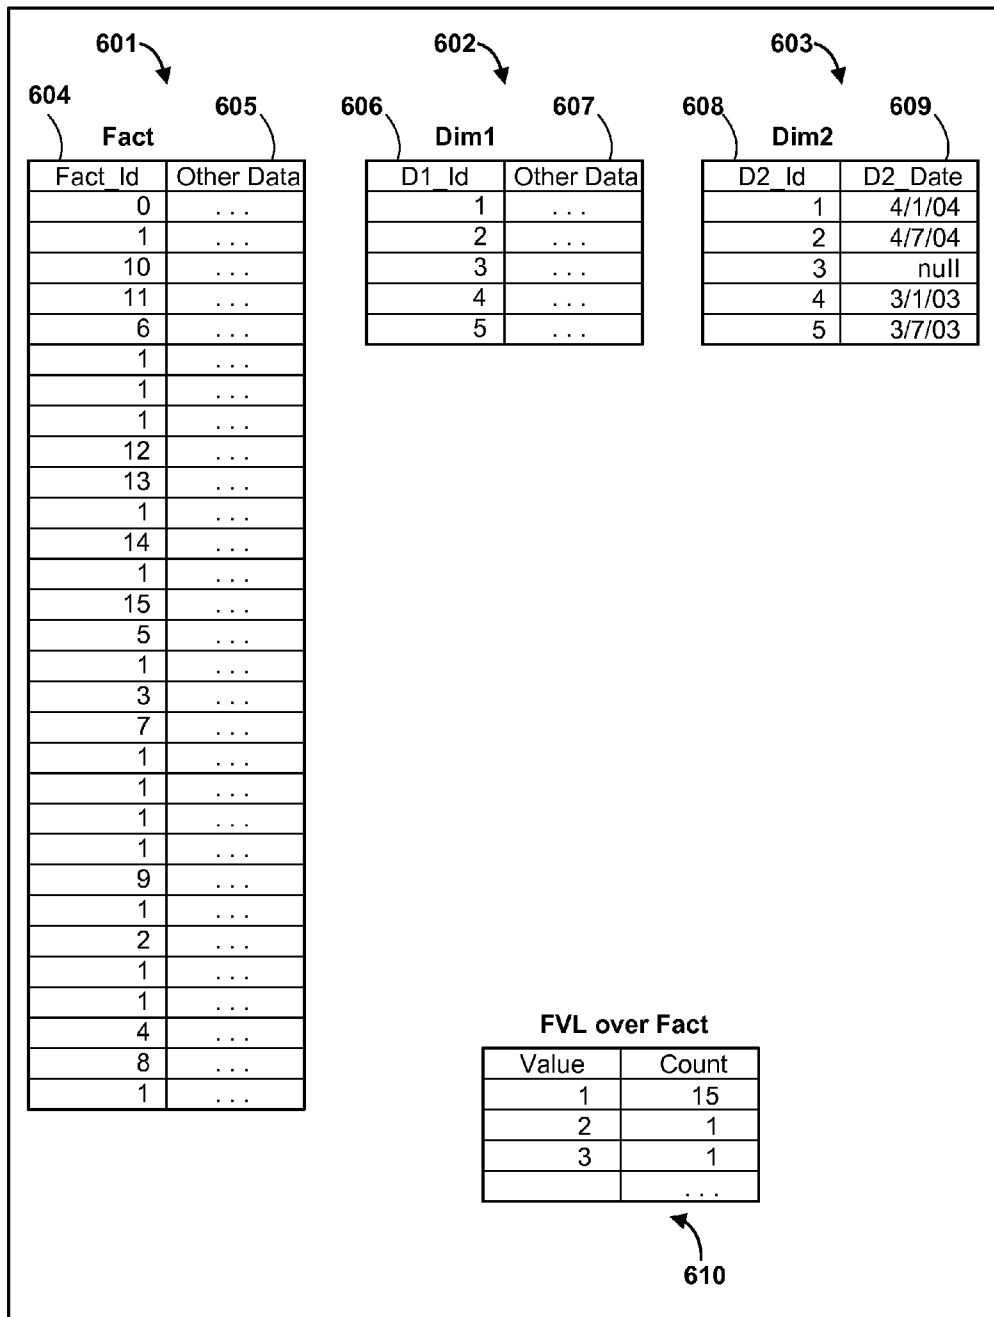 601 602 603
604 605 606 607 608 609
Fact Dim1 Dim2
Fact_Id Other Data D1_Id Other Data D2_Id D2_Date
0 . . . 1 . . . 1 4/1/04
1 . . . 2 . . . 2 4/7/04
10 . . . 3 . . . 3 null
11 . . . 4 . . . 4 3/1/03
6 . . . 5 . . . 5 3/7/03
1 . . .
1 . . .
1 . . .
12 . . .
13 . . .
1 . . .
14 . . .
1 . . .
15 . . .
5 . . .
1 . . .
3 . . .
7 . . .
1 . . .
1 . . .
1 . . .
1 . . .
9 . . .
1 . . .
2 . . .
1 . . .
1 . . .
4 . . .
8 . . .
1 . . .
FVL over Fact
Value Count
1 15
2 1
3 1
. . .
610